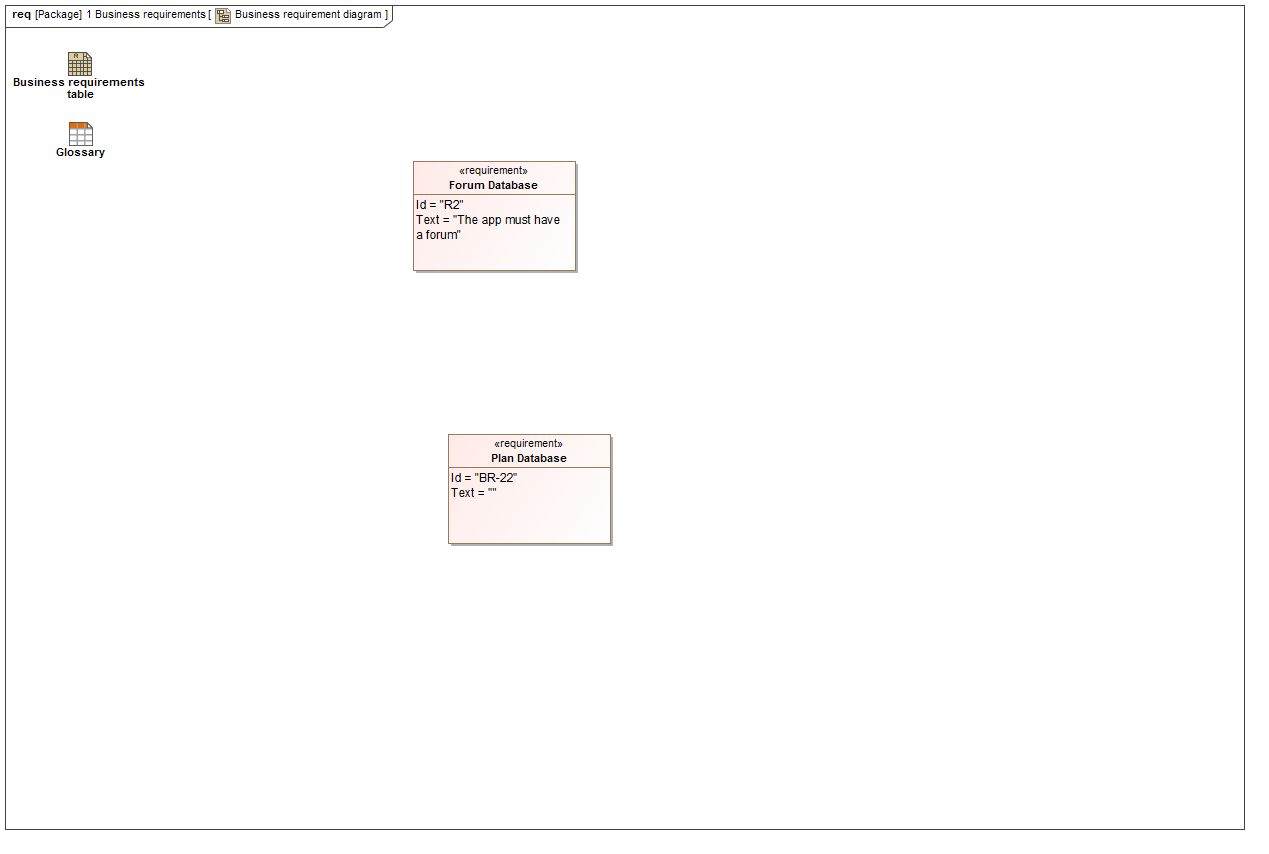 req [Package] 1 Business requirements [ Business requirement diagram ]
Business requirements
table
Glossary
«requirement»
Forum Database
Id = "R2"
Text = "The app must have
a forum"
«requirement»
Plan Database
Id = "BR-22"
Text = ""